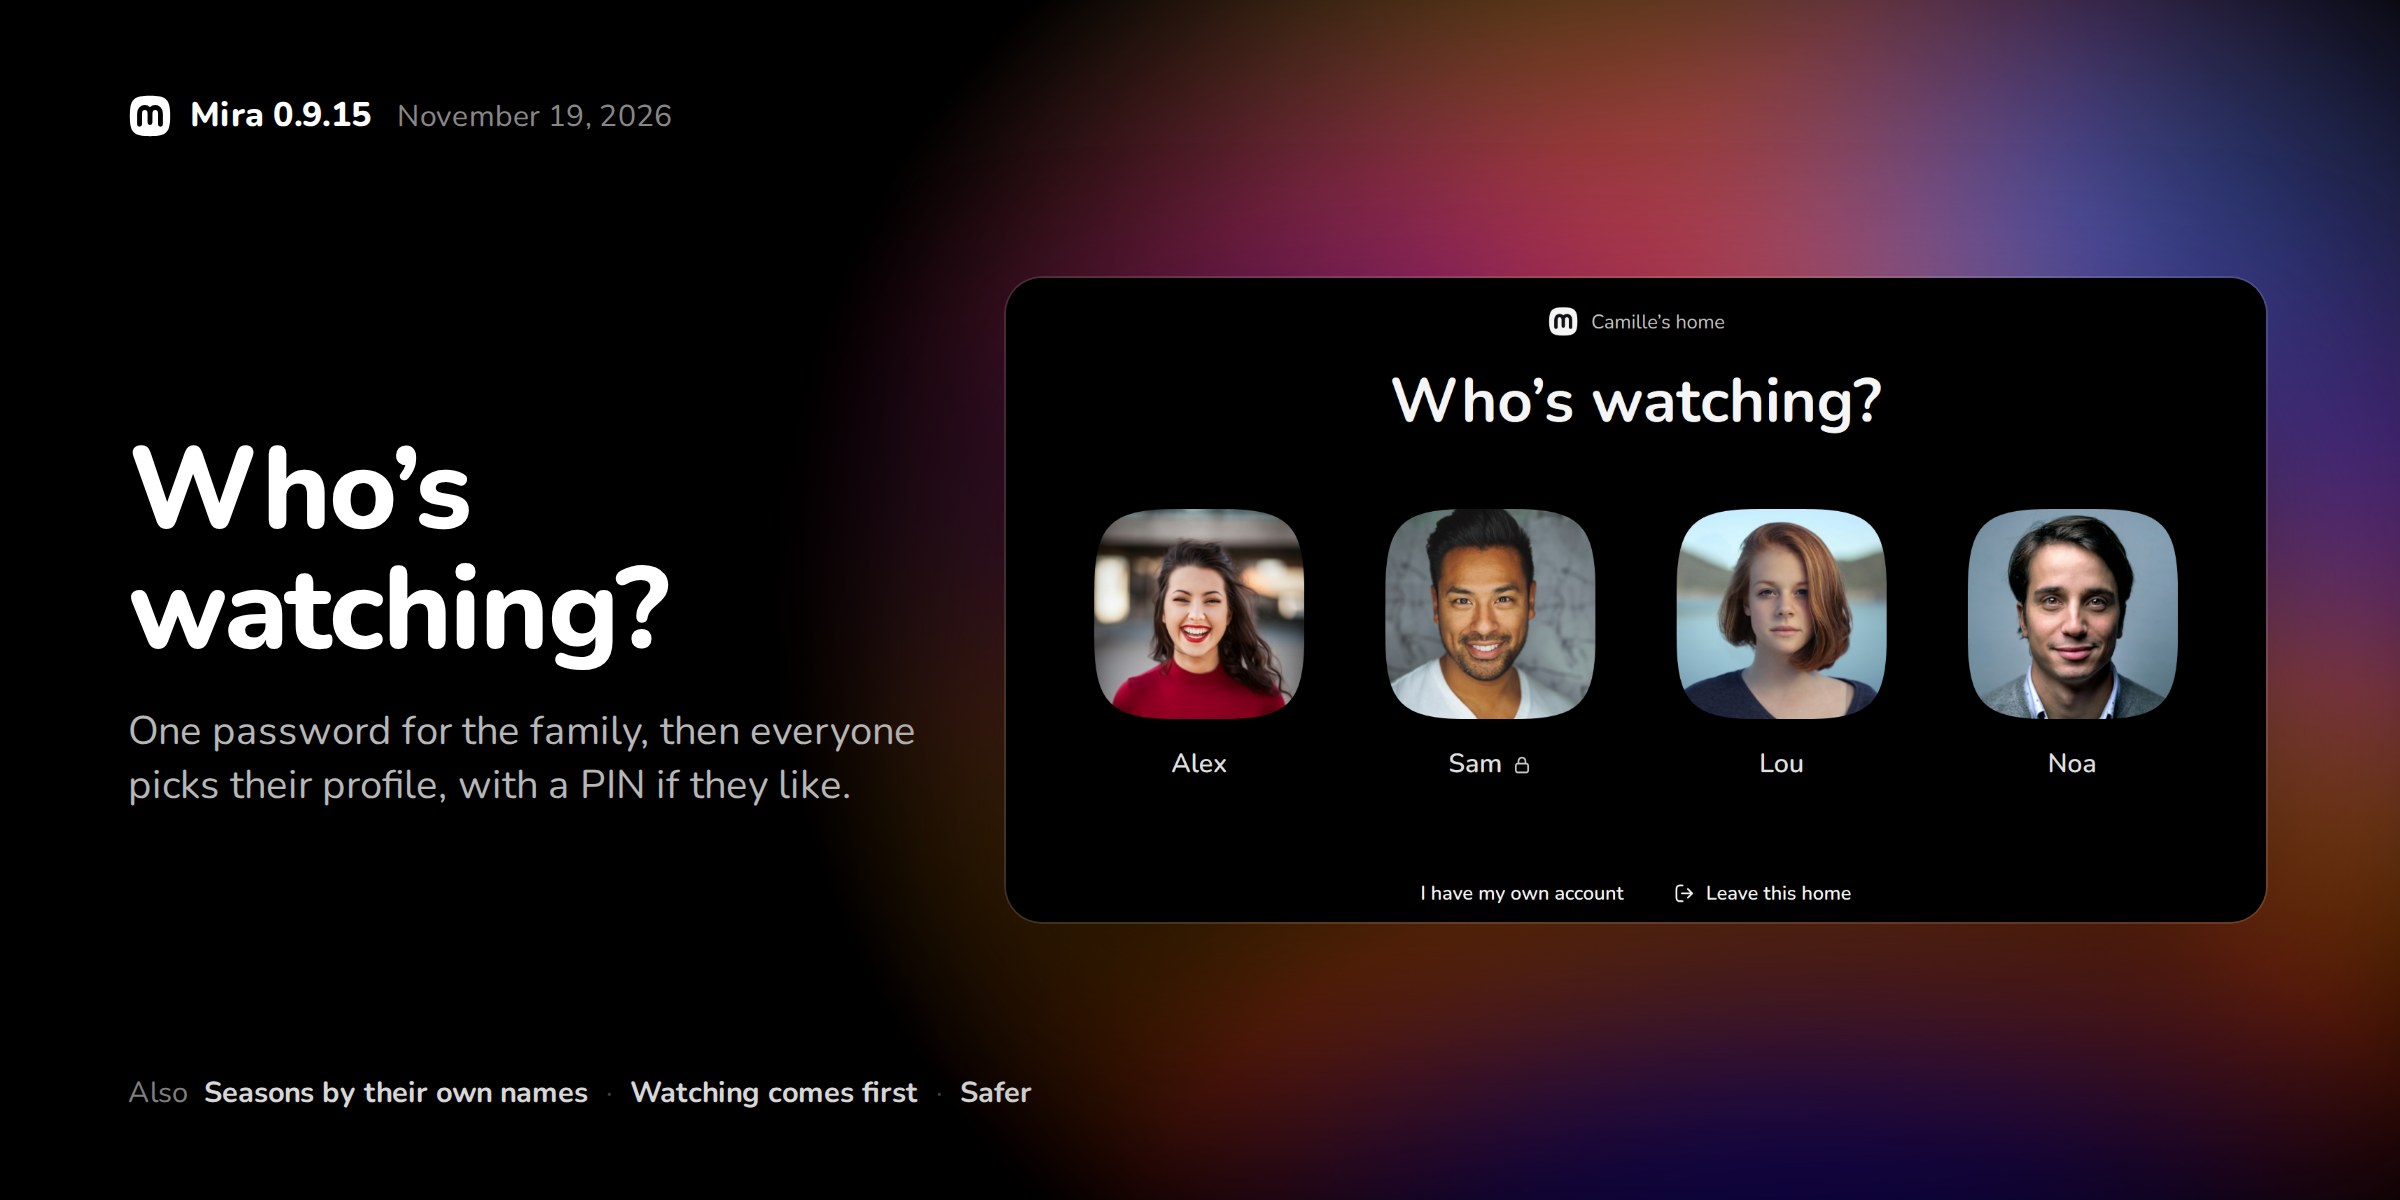 Mira 0.9.15 November 19, 2026
Who’s
watching?
One password for the family, then everyone
picks their profile, with a PIN if they like.
Camille’s home
Who’s watching?
Alex
Sam
Lou
Noa
I have my own account
Leave this home
Also Seasons by their own names · Watching comes first · Safer